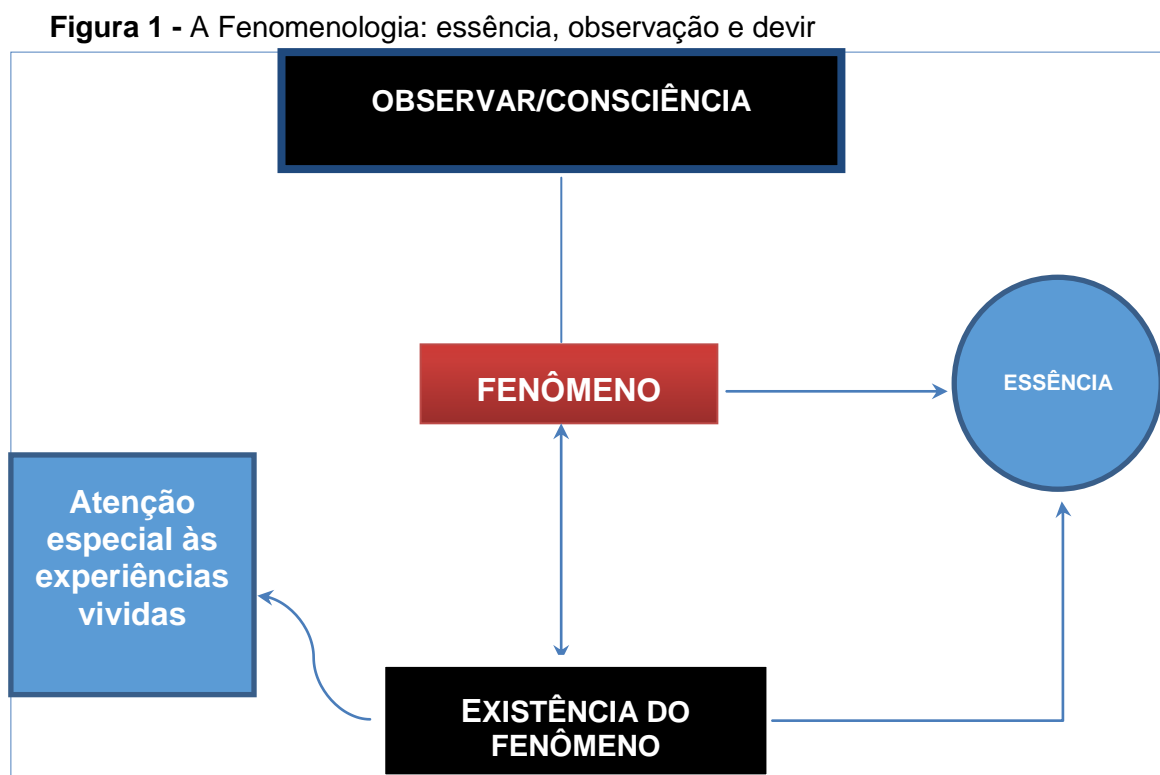 Figura 1 - A Fenomenologia: essência, observação e devir
OBSERVAR/CONSCIÊNCIA
FENÔMENO
ESSÊNCIA
Atenção
especial às
experiências
vividas
EXISTÊNCIA DO
FENÔMENO